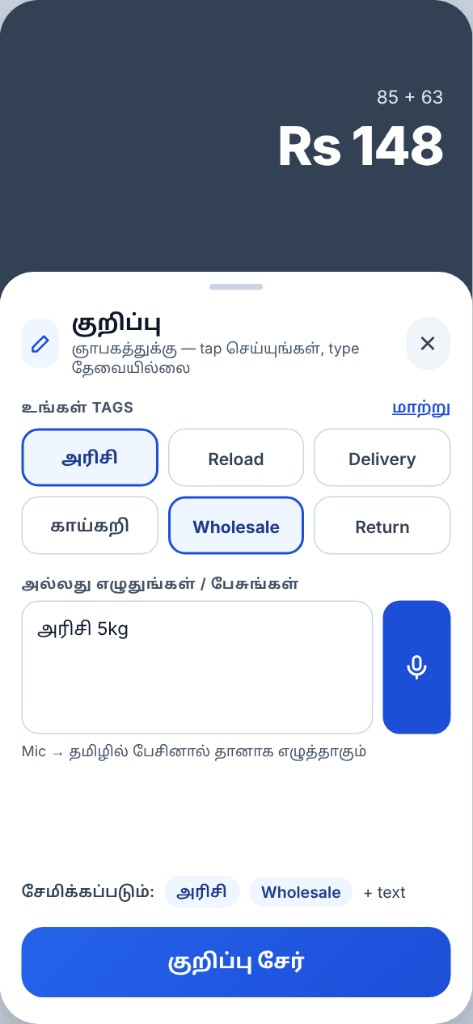 85 + 63
Rs 148
குறிப்பு
ஞாபகத்துக்கு — tap செய்யுங்கள், type
தேவையில்லை
உங்கள் TAGS
மாற்று
அரிசி
Reload
Delivery
காய்கறி
Wholesale
Return
அல்லது எழுதுங்கள் / பேசுங்கள்
அரிசி 5kg
Mic → தமிழில் பேசினால் தானாக எழுத்தாகும்
சேமிக்கப்படும்: அரிசி Wholesale + text
குறிப்பு சேர்